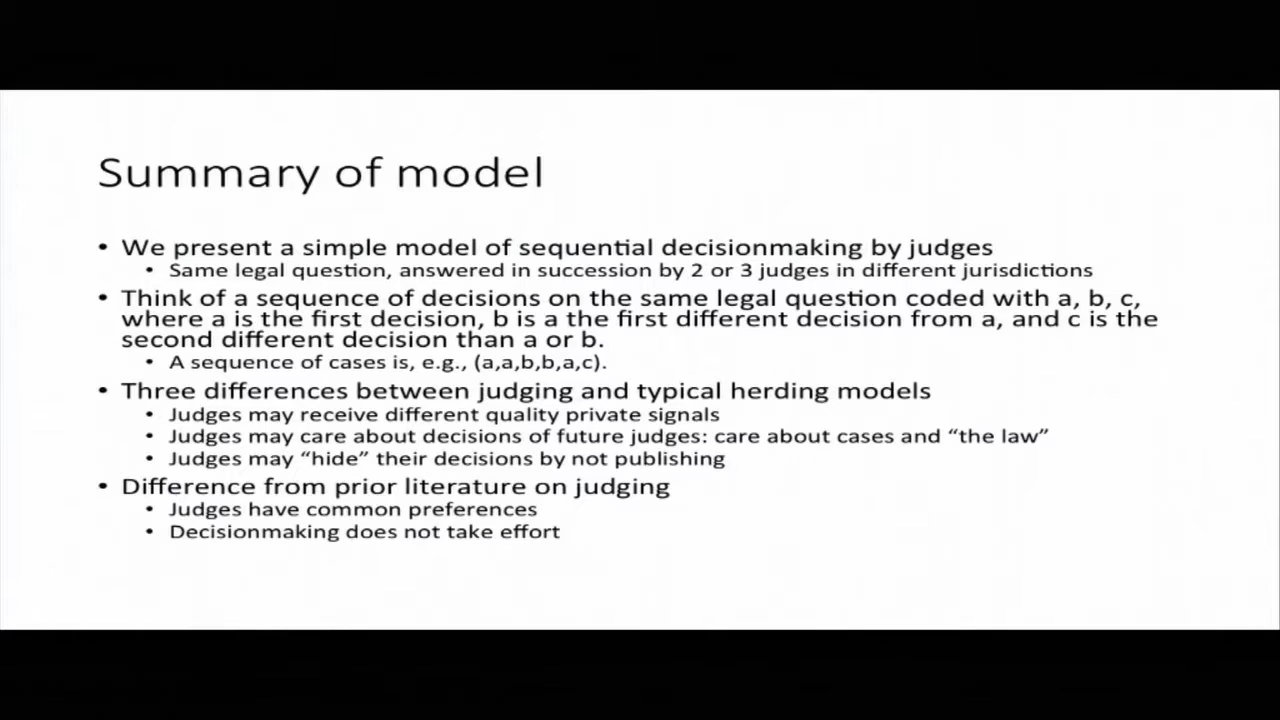 Summary of model
• We present a simple model of sequential decisionmaking by judges
• Same legal question, answered in succession by 2 or 3 judges in different jurisdictions
• Think of a sequence of decisions on the same legal question coded with a, b, c,
where a is the first decision, b is a the first different decision from a, and c is the
second different decision than a or b.
• A sequence of cases is, e.g., (a,a,b,b,a,c).
• Three differences between judging and typical herding models
• Judges may receive different quality private signals
• Judges may care about decisions of future judges: care about cases and “the law”
• Judges may “hide” their decisions by not publishing
• Difference from prior literature on judging
• Judges have common preferences
• Decisionmaking does not take effort